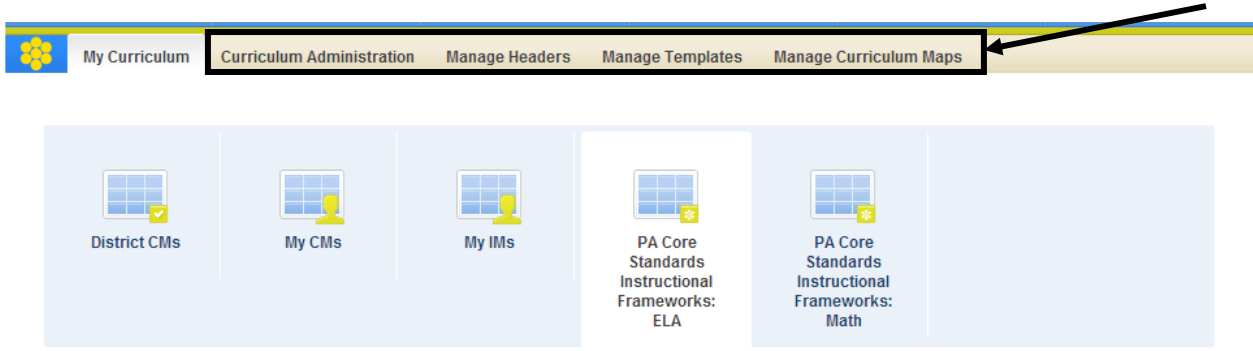 My Curriculum Curriculum Administration Manage Headers Manage Templates Manage Curriculum Maps
District CMs
My CMs
My IMs
PA Core
Standards
Instructional
Frameworks:
ELA
PA Core
Standards
Instructional
Frameworks:
Math